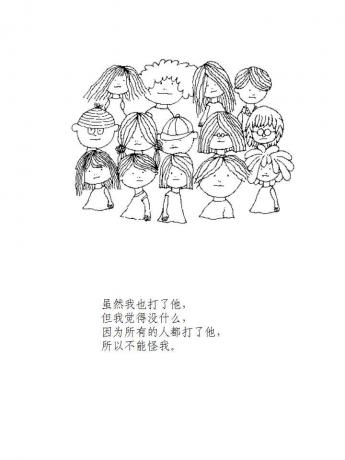 虽然我也打了他，
但我觉得没什么，
因为所有的人都打了他，
所以不能怪我。